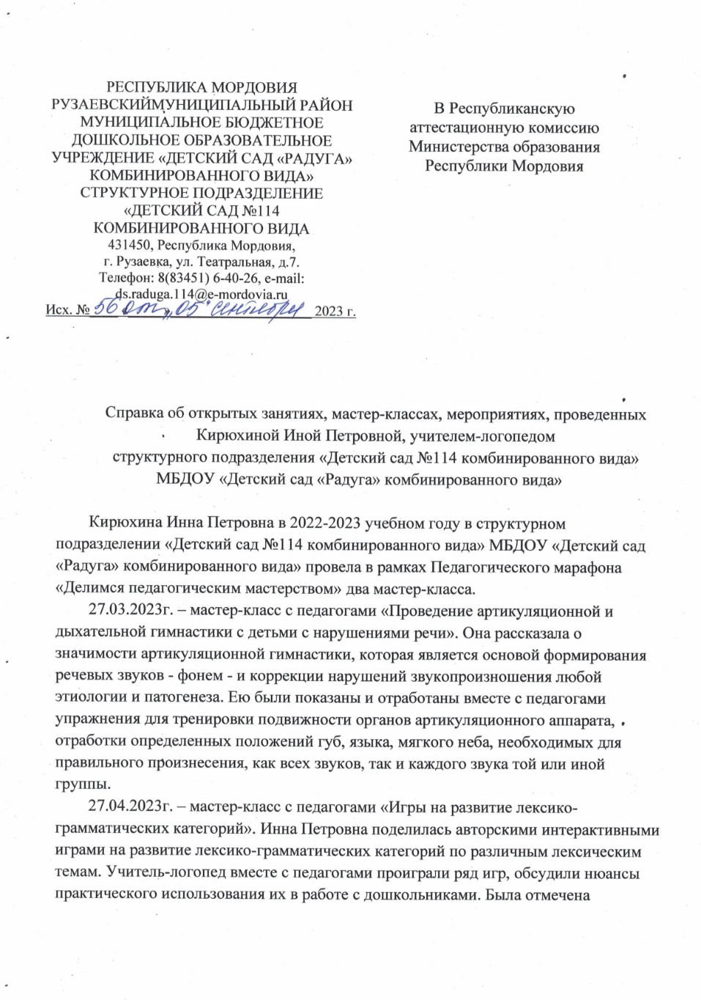 РЕСПУБЛИКА МОРДОВИЯ
РУЗАЕВСКИЙМУНИЦИПАЛЬНЫЙ РАЙОН
МУНИЦИПАЛЬНОЕ БЮДЖЕТНОЕ
ДОШКОЛЬНОЕ ОБРАЗОВАТЕЛЬНОЕ
УЧРЕЖДЕНИЕ «ДЕТСКИЙ САД «РАДУГА»
КОМБИНИРОВАННОГО ВИДА»
СТРУКТУРНОЕ ПОДРАЗДЕЛЕНИЕ
«ДЕТСКИЙ САД №114
КОМБИНИРОВАННОГО ВИДА
431450, Республика Мордовия,
г. Рузаевка, ул. Театральная, д.7.
Телефон: 8(83451) 6-40-26, e-mail:
ds.raduga.114@e-mordovia.ru
Исх. № 56 от „05" сентября 2023 г.
В Республиканскую
аттестационную комиссию
Министерства образования
Республики Мордовия
Справка об открытых занятиях, мастер-классах, мероприятиях, проведенных
Кирюхиной Иной Петровной, учителем-логопедом
структурного подразделения «Детский сад №114 комбинированного вида»
МБДОУ «Детский сад «Радуга» комбинированного вида»
Кирюхина Инна Петровна в 2022-2023 учебном году в структурном
подразделении «Детский сад №114 комбинированного вида» МБДОУ «Детский сад
«Радуга» комбинированного вида» провела в рамках Педагогического марафона
«Делимся педагогическим мастерством» два мастер-класса.
27.03.2023г. – мастер-класс с педагогами «Проведение артикуляционной и
дыхательной гимнастики с детьми с нарушениями речи». Она рассказала о
значимости артикуляционной гимнастики, которая является основой формирования
речевых звуков - фонем - и коррекции нарушений звукопроизношения любой
этиологии и патогенеза. Ею были показаны и отработаны вместе с педагогами
упражнения для тренировки подвижности органов артикуляционного аппарата,
отработки определенных положений губ, языка, мягкого неба, необходимых для
правильного произнесения, как всех звуков, так и каждого звука той или иной
группы.
27.04.2023г. – мастер-класс с педагогами «Игры на развитие лексико-
грамматических категорий». Инна Петровна поделилась авторскими интерактивными
играми на развитие лексико-грамматических категорий по различным лексическим
темам. Учитель-логопед вместе с педагогами проиграли ряд игр, обсудили нюансы
практического использования их в работе с дошкольниками. Была отмечена